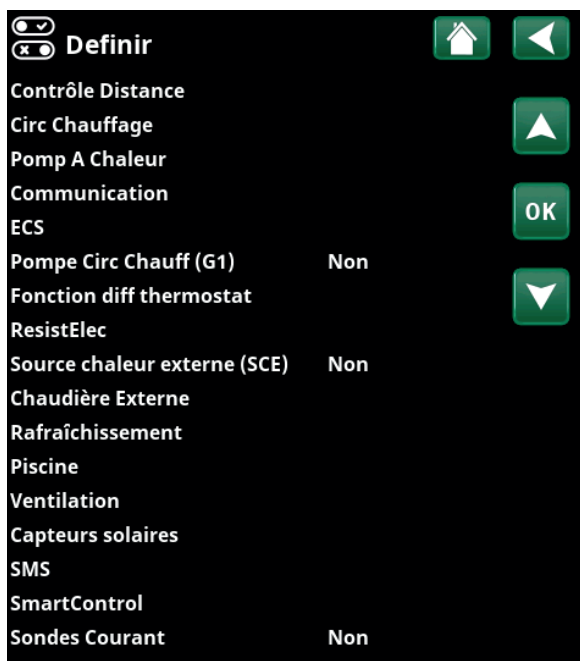 Definir
Contrôle Distance
Circ Chauffage
Pomp A Chaleur
Communication
ECS
OK
Pompe Circ Chauff (G1) Non
Fonction diff thermostat
ResistElec
Source chaleur externe (SCE) Non
Chaudière Externe
Rafraîchissement
Piscine
Ventilation
Capteurs solaires
SMS
SmartControl
Sondes Courant Non